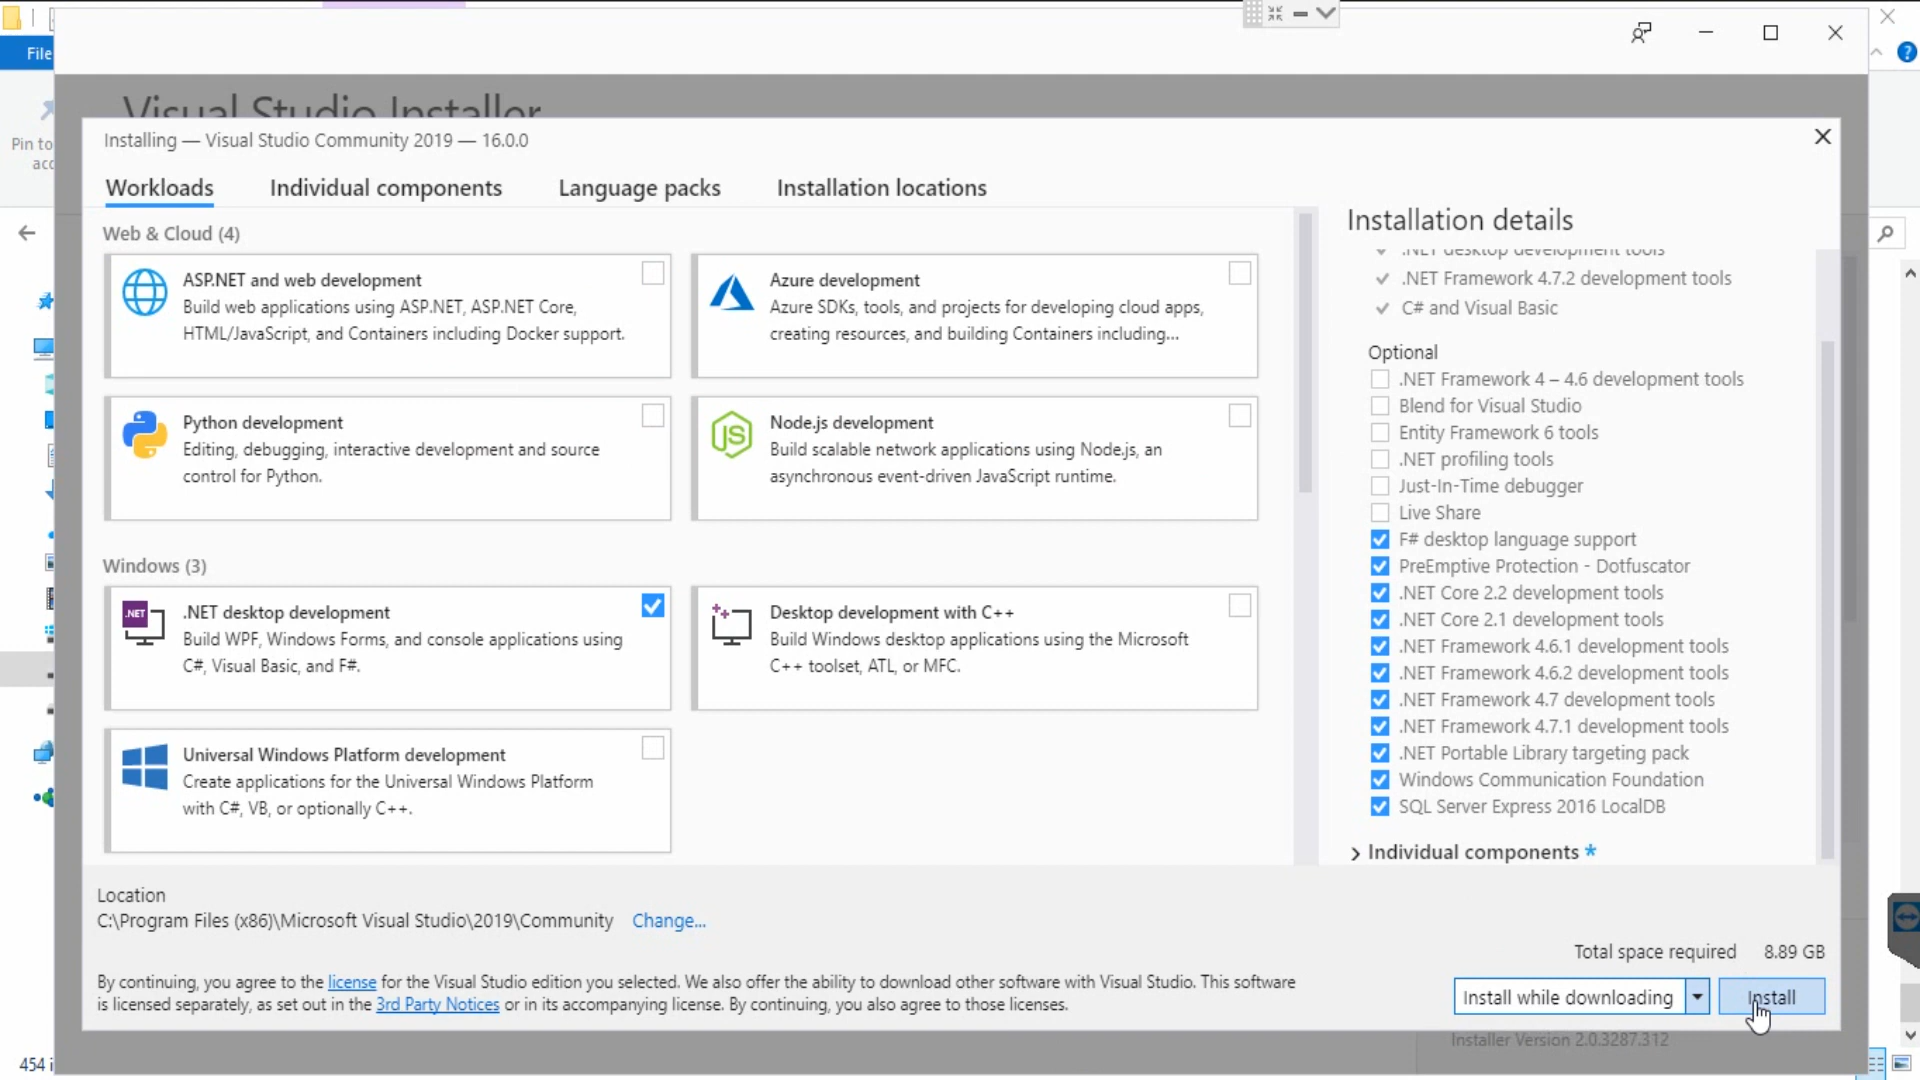 File
Pin to
acc
Visual Studio Installer
Installing — Visual Studio Community 2019 — 16.0.0
Workloads
Individual components
Language packs
Installation locations
Web & Cloud (4)
ASP.NET and web development
Build web applications using ASP.NET, ASP.NET Core,
HTML/JavaScript, and Containers including Docker support.
Azure development
Azure SDKs, tools, and projects for developing cloud apps,
creating resources, and building Containers including...
Python development
Editing, debugging, interactive development and source
control for Python.
Node.js development
Build scalable network applications using Node.js, an
asynchronous event-driven JavaScript runtime.
Windows (3)
.NET desktop development
Build WPF, Windows Forms, and console applications using
C#, Visual Basic, and F#.
Desktop development with C++
Build Windows desktop applications using the Microsoft
C++ toolset, ATL, or MFC.
Universal Windows Platform development
Create applications for the Universal Windows Platform
with C#, VB, or optionally C++.
Installation details
.NET desktop development tools
.NET Framework 4.7.2 development tools
C# and Visual Basic
Optional
.NET Framework 4 – 4.6 development tools
Blend for Visual Studio
Entity Framework 6 tools
.NET profiling tools
Just-In-Time debugger
Live Share
F# desktop language support
PreEmptive Protection - Dotfuscator
.NET Core 2.2 development tools
.NET Core 2.1 development tools
.NET Framework 4.6.1 development tools
.NET Framework 4.6.2 development tools
.NET Framework 4.7 development tools
.NET Framework 4.7.1 development tools
.NET Portable Library targeting pack
Windows Communication Foundation
SQL Server Express 2016 LocalDB
Individual components *
Location
C:\Program Files (x86)\Microsoft Visual Studio\2019\Community Change...
Total space required 8.89 GB
By continuing, you agree to the license for the Visual Studio edition you selected. We also offer the ability to download other software with Visual Studio. This software
is licensed separately, as set out in the 3rd Party Notices or in its accompanying license. By continuing, you also agree to those licenses.
Install while downloading
Install
Installer Version 2.0.3287.312
454 i